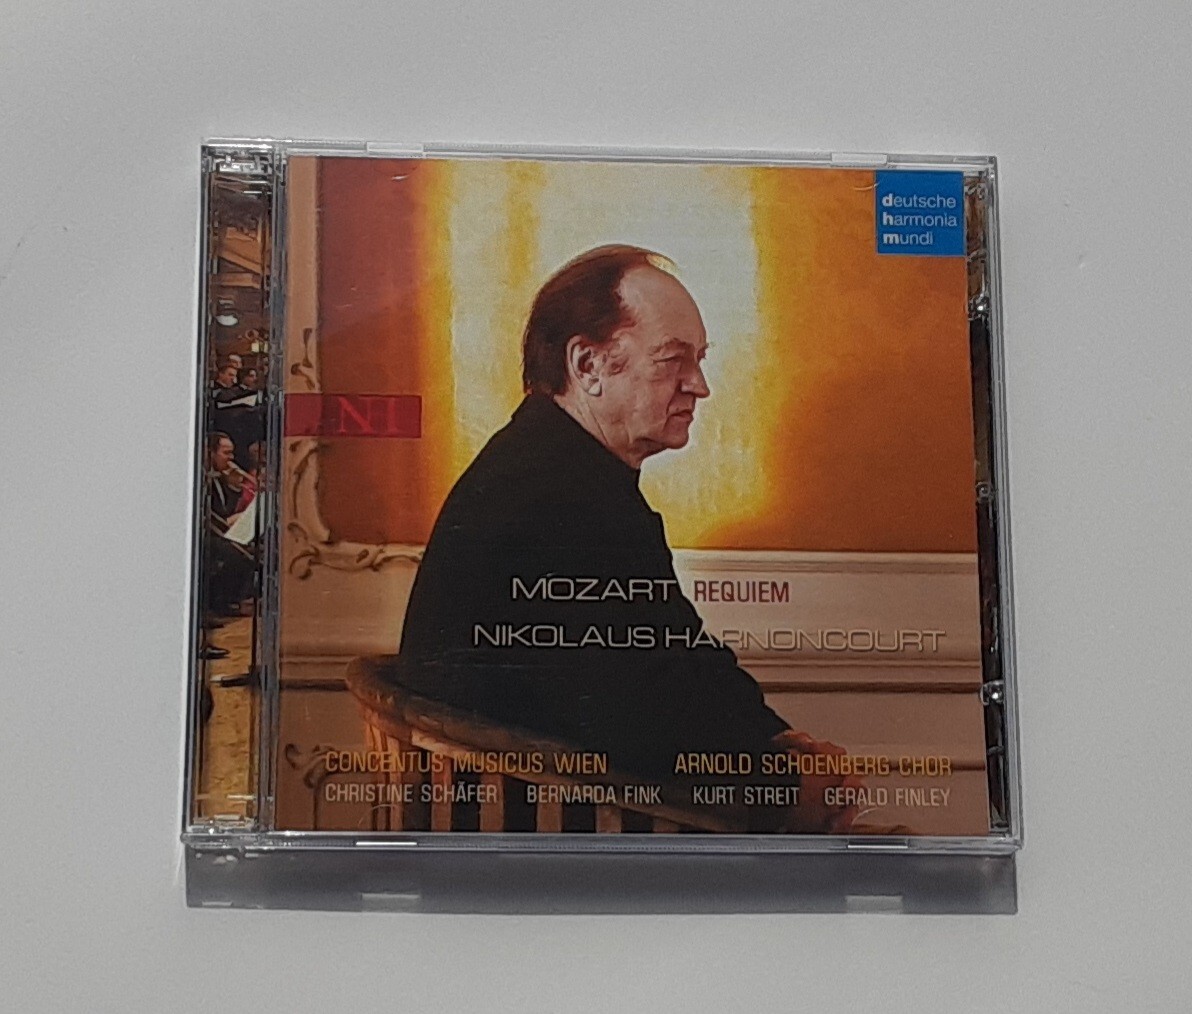 deutsche
harmonia
mundi
NI
MOZART REQUIEM
NIKOLAUS HARNONCOURT
CONCENTUS MUSICUS WIEN ARNOLD SCHOENBERG CHOR
CHRISTINE SCHÄFER BERNARDA FINK KURT STREIT GERALD FINLEY